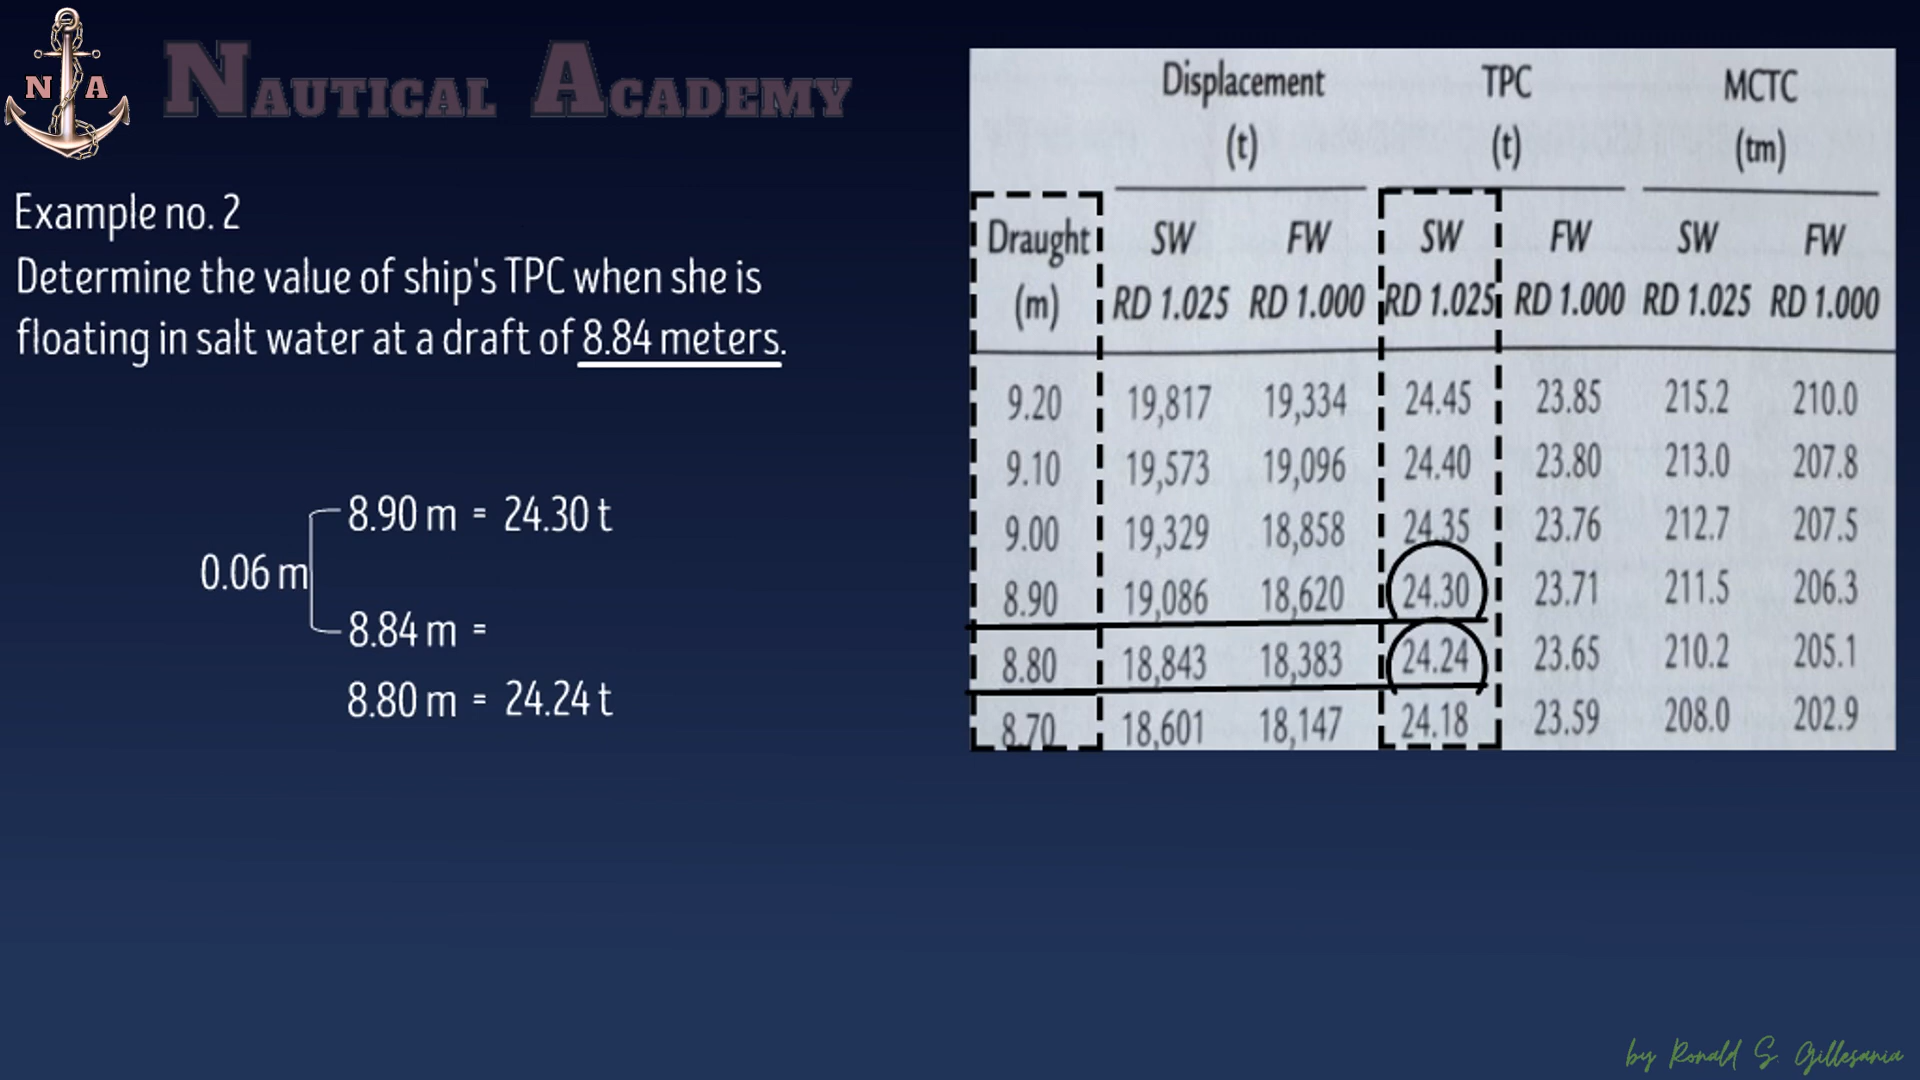 N A
NAUTICAL ACADEMY
Example no. 2
Determine the value of ship's TPC when she is
floating in salt water at a draft of 8.84 meters.
8.90 m = 24.30 t
0.06 m
8.84 m =
8.80 m = 24.24 t
Displacement TPC MCTC
(t) (t) (tm)
Draught SW FW SW FW SW FW
(m) RD 1.025 RD 1.000 RD 1.025 RD 1.000 RD 1.025 RD 1.000
9.20 19,817 19,334 24.45 23.85 215.2 210.0
9.10 19,573 19,096 24.40 23.80 213.0 207.8
9.00 19,329 18,858 24.35 23.76 212.7 207.5
8.90 19,086 18,620 24.30 23.71 211.5 206.3
8.80 18,843 18,383 24.24 23.65 210.2 205.1
8.70 18,601 18,147 24.18 23.59 208.0 202.9
by Ronald S. Gillesania